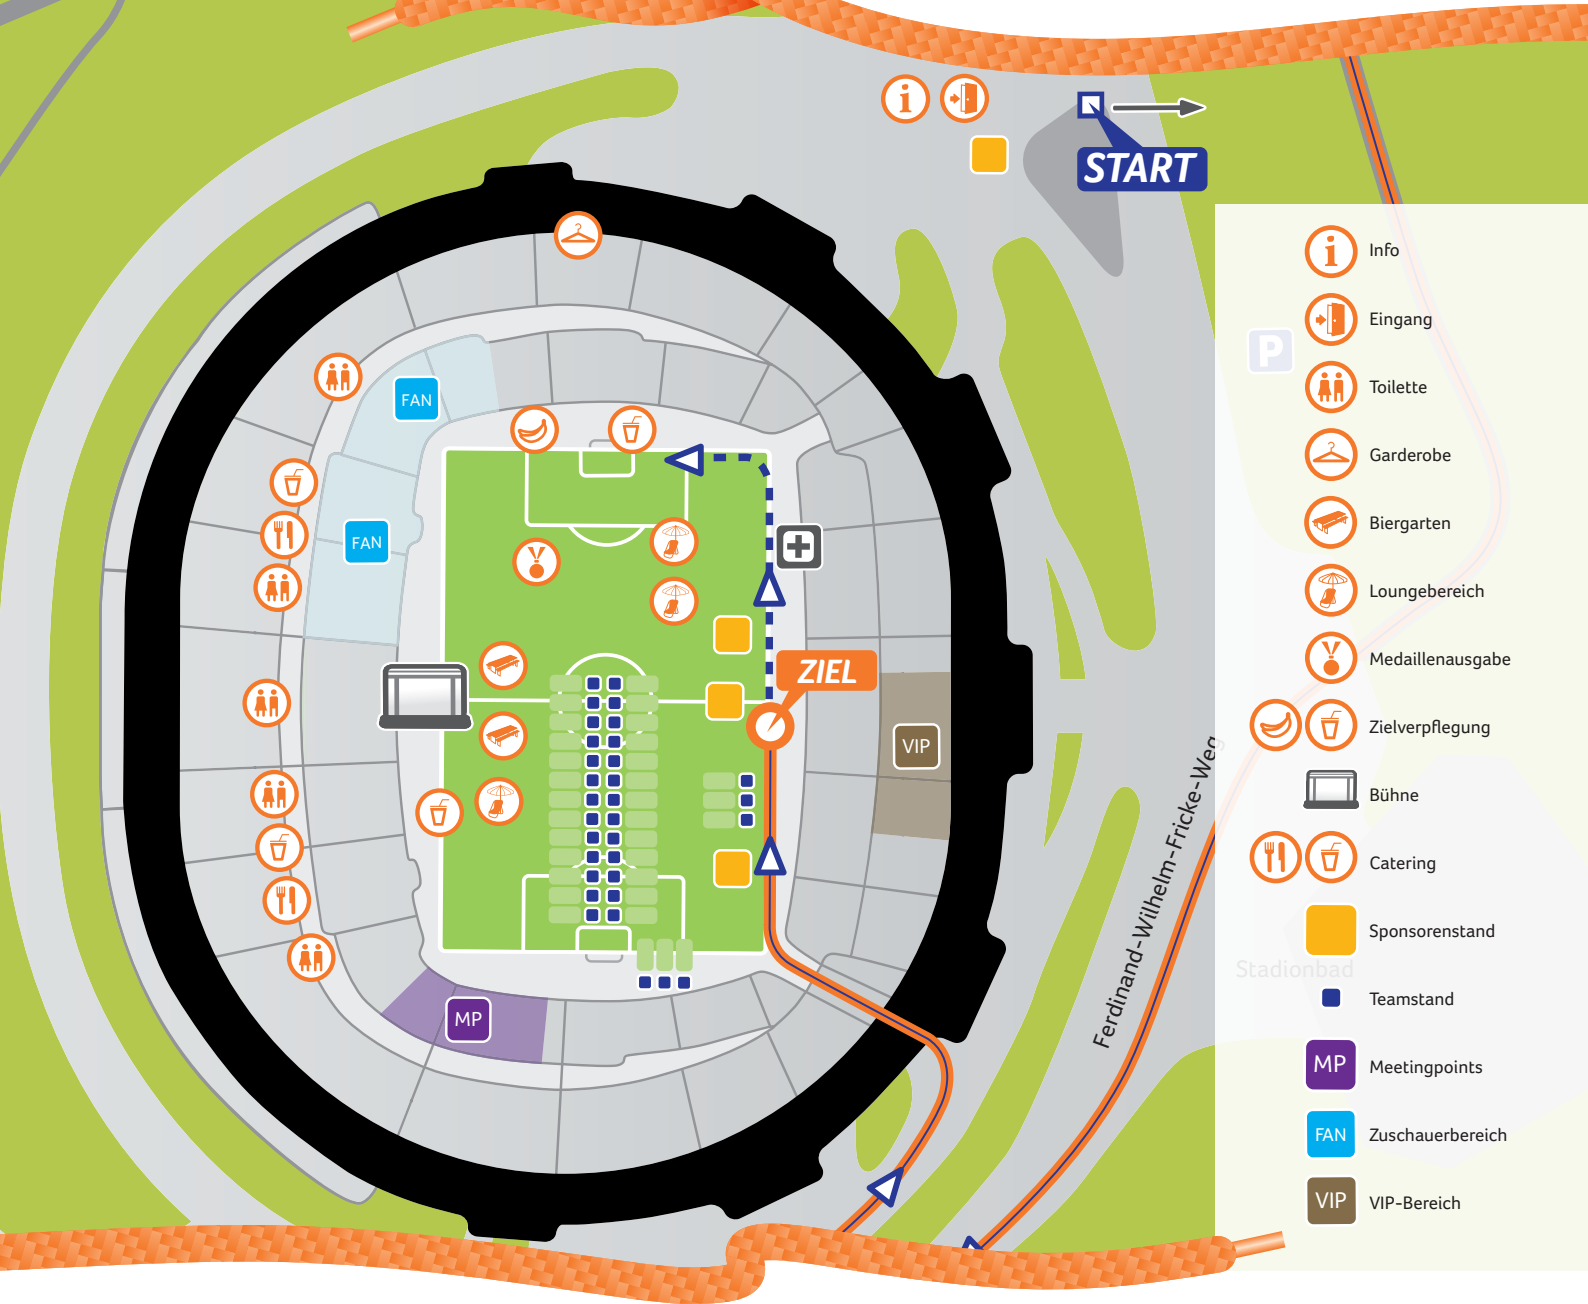 START
FAN
FAN
ZIEL
VIP
MP
Ferdinand-Wilhelm-Fricke-Weg
P
Stadionbad
Info
Eingang
Toilette
Garderobe
Biergarten
Loungebereich
Medaillenausgabe
Zielverpflegung
Bühne
Catering
Sponsorenstand
Teamstand
MP Meetingpoints
FAN Zuschauerbereich
VIP VIP-Bereich